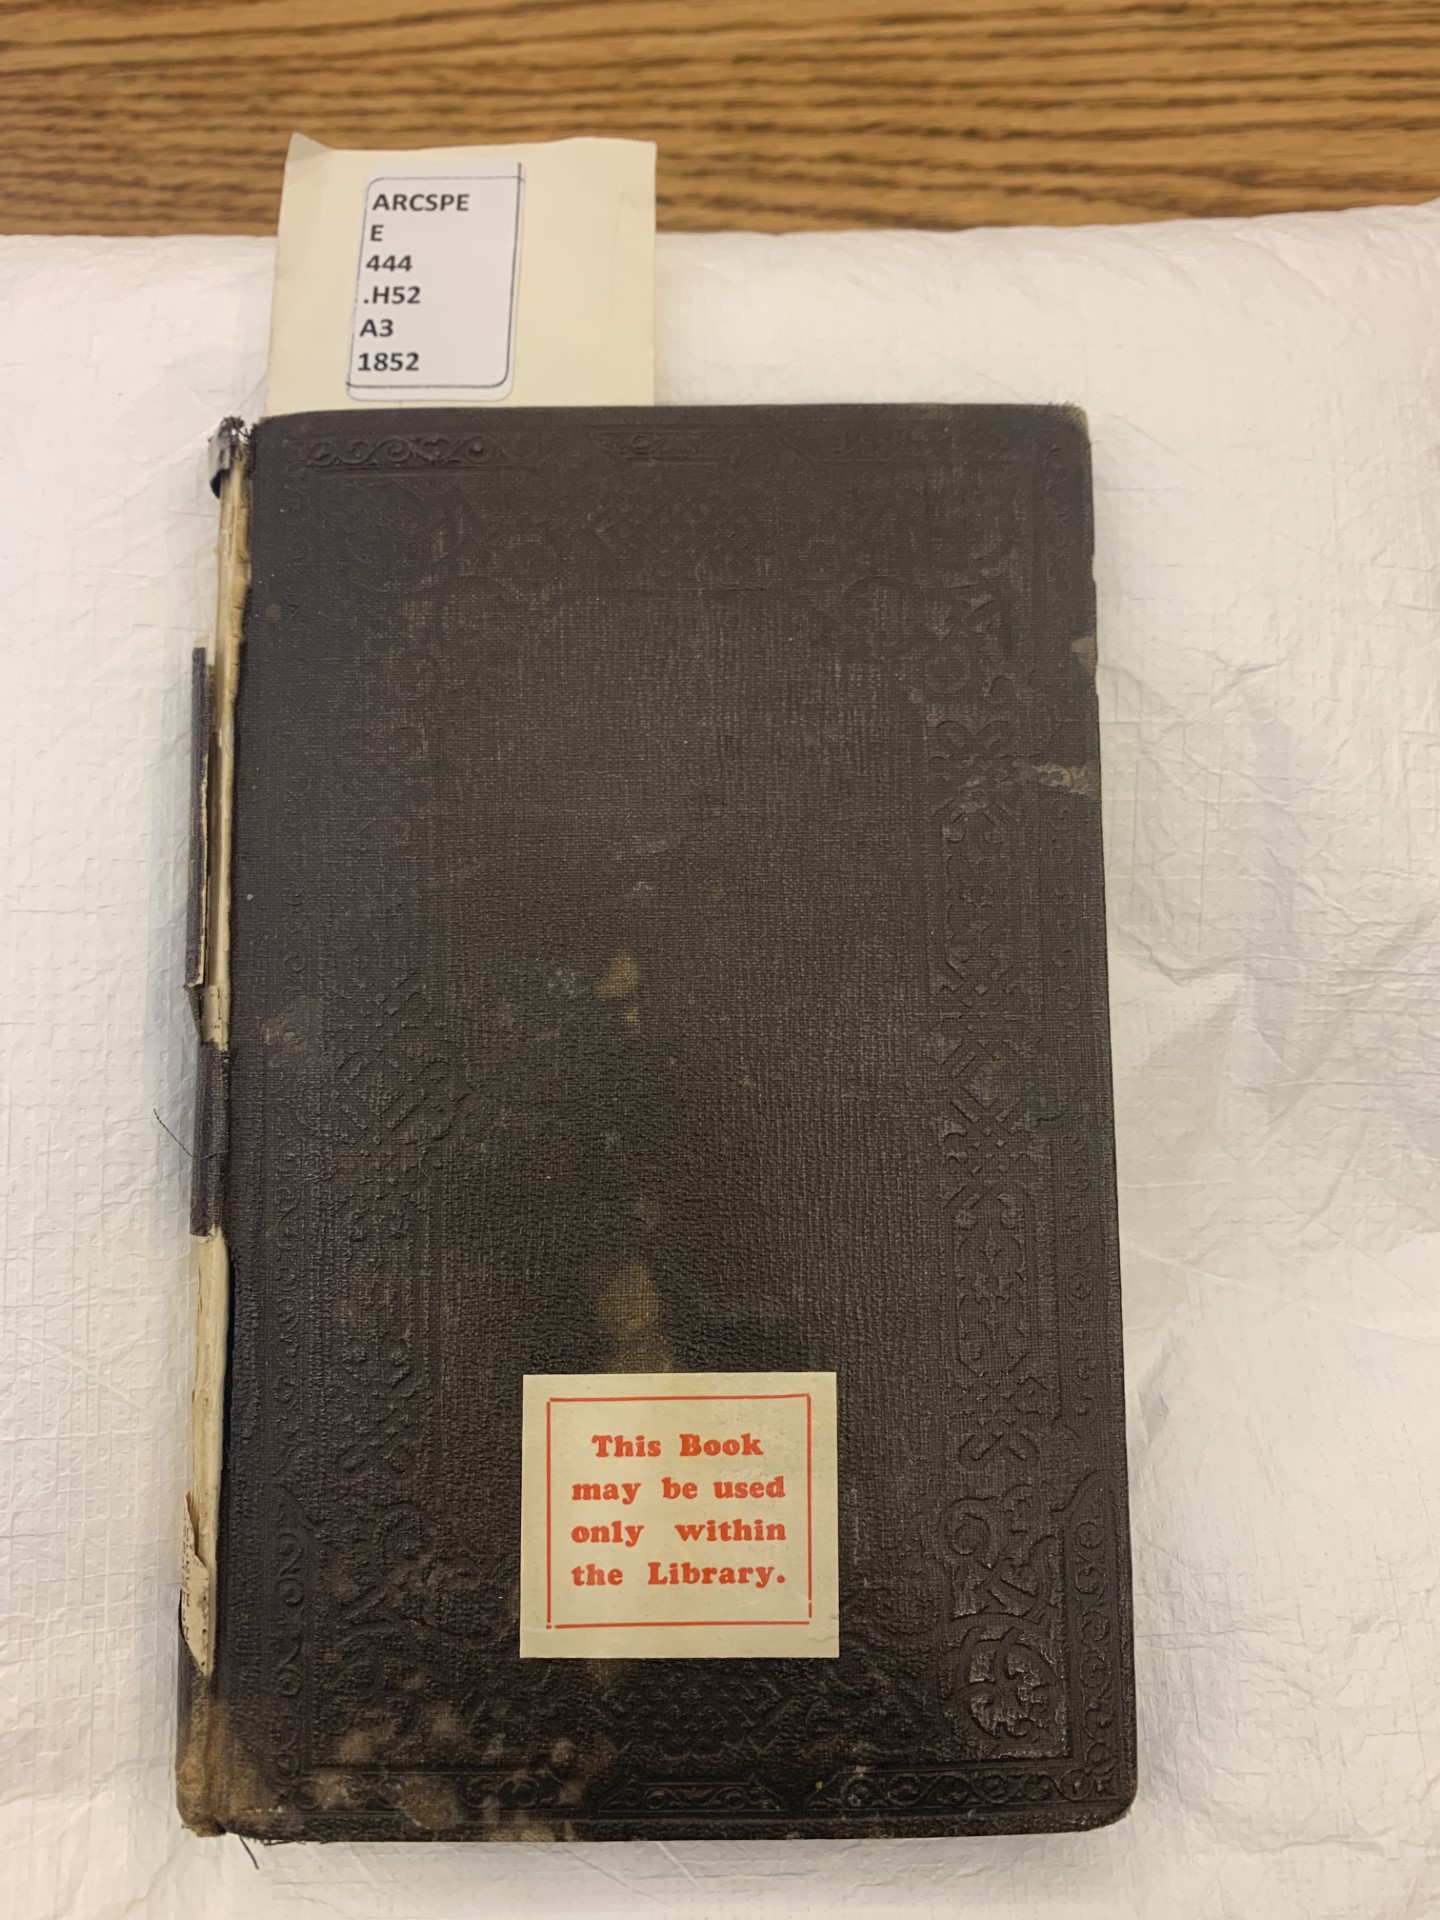 ARCSPE
E
444
.H52
A3
1852
This Book
may be used
only within
the Library.